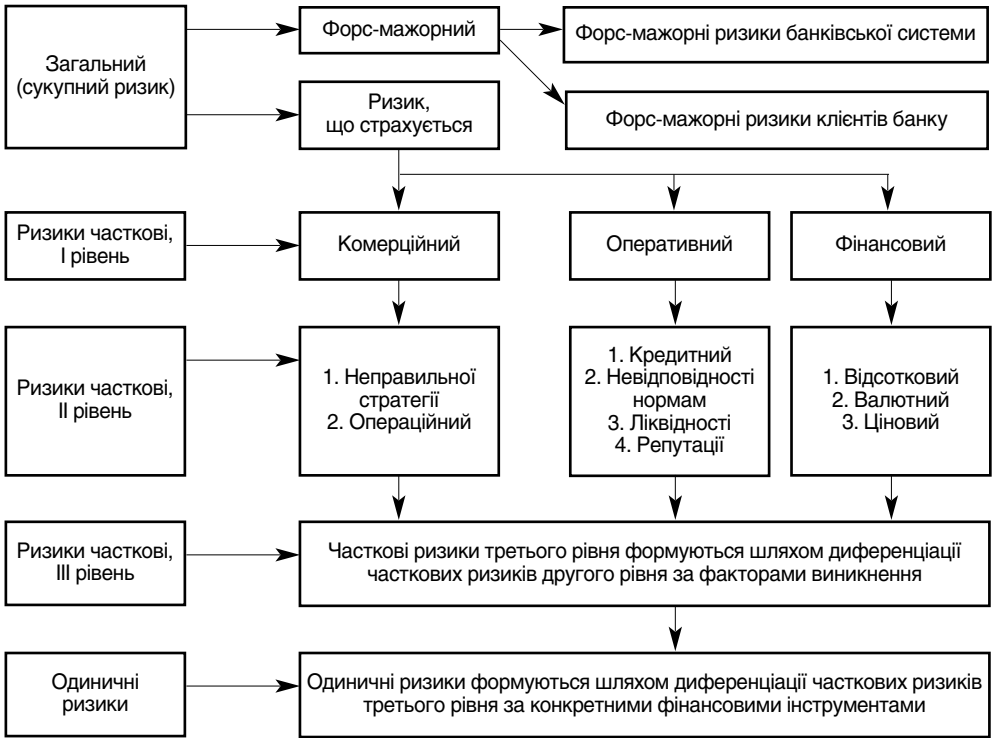 Загальний
(сукупний ризик)
Форс-мажорний
Форс-мажорні ризики банківської системи
Ризик,
що страхується
Форс-мажорні ризики клієнтів банку
Ризики часткові,
І рівень
Комерційний
Оперативний
Фінансовий
Ризики часткові,
ІІ рівень
1. Неправильної
стратегії
2. Операційний
1. Кредитний
2. Невідповідності
нормам
3. Ліквідності
4. Репутації
1. Відсотковий
2. Валютний
3. Ціновий
Ризики часткові,
ІІІ рівень
Часткові ризики третього рівня формуються шляхом диференціації
часткових ризиків другого рівня за факторами виникнення
Одиничні
ризики
Одиничні ризики формуються шляхом диференціації часткових ризиків
третього рівня за конкретними фінансовими інструментами